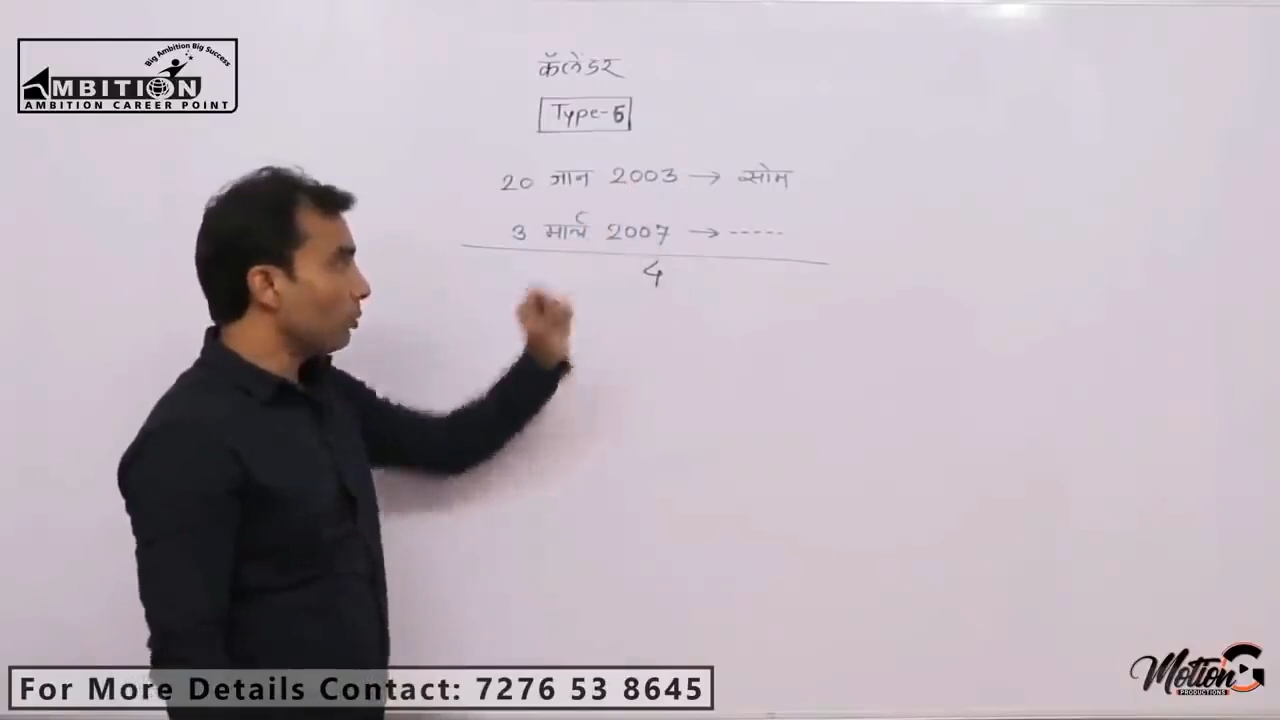 Big Ambition Big Success
AMBITION
AMBITION CAREER POINT
कॅलेंडर
Type-5
20 जान 2003 → सोम
3 मार्च 2007 → -----
4
For More Details Contact: 7276 53 8645
Motion G
PRODUCTIONS